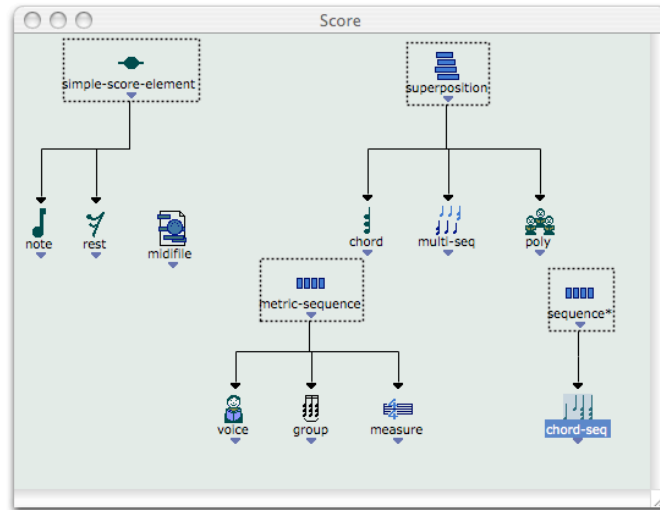 Score
simple-score-element
superposition
note
rest
midifile
chord
multi-seq
poly
metric-sequence
sequence*
voice
group
measure
chord-seq